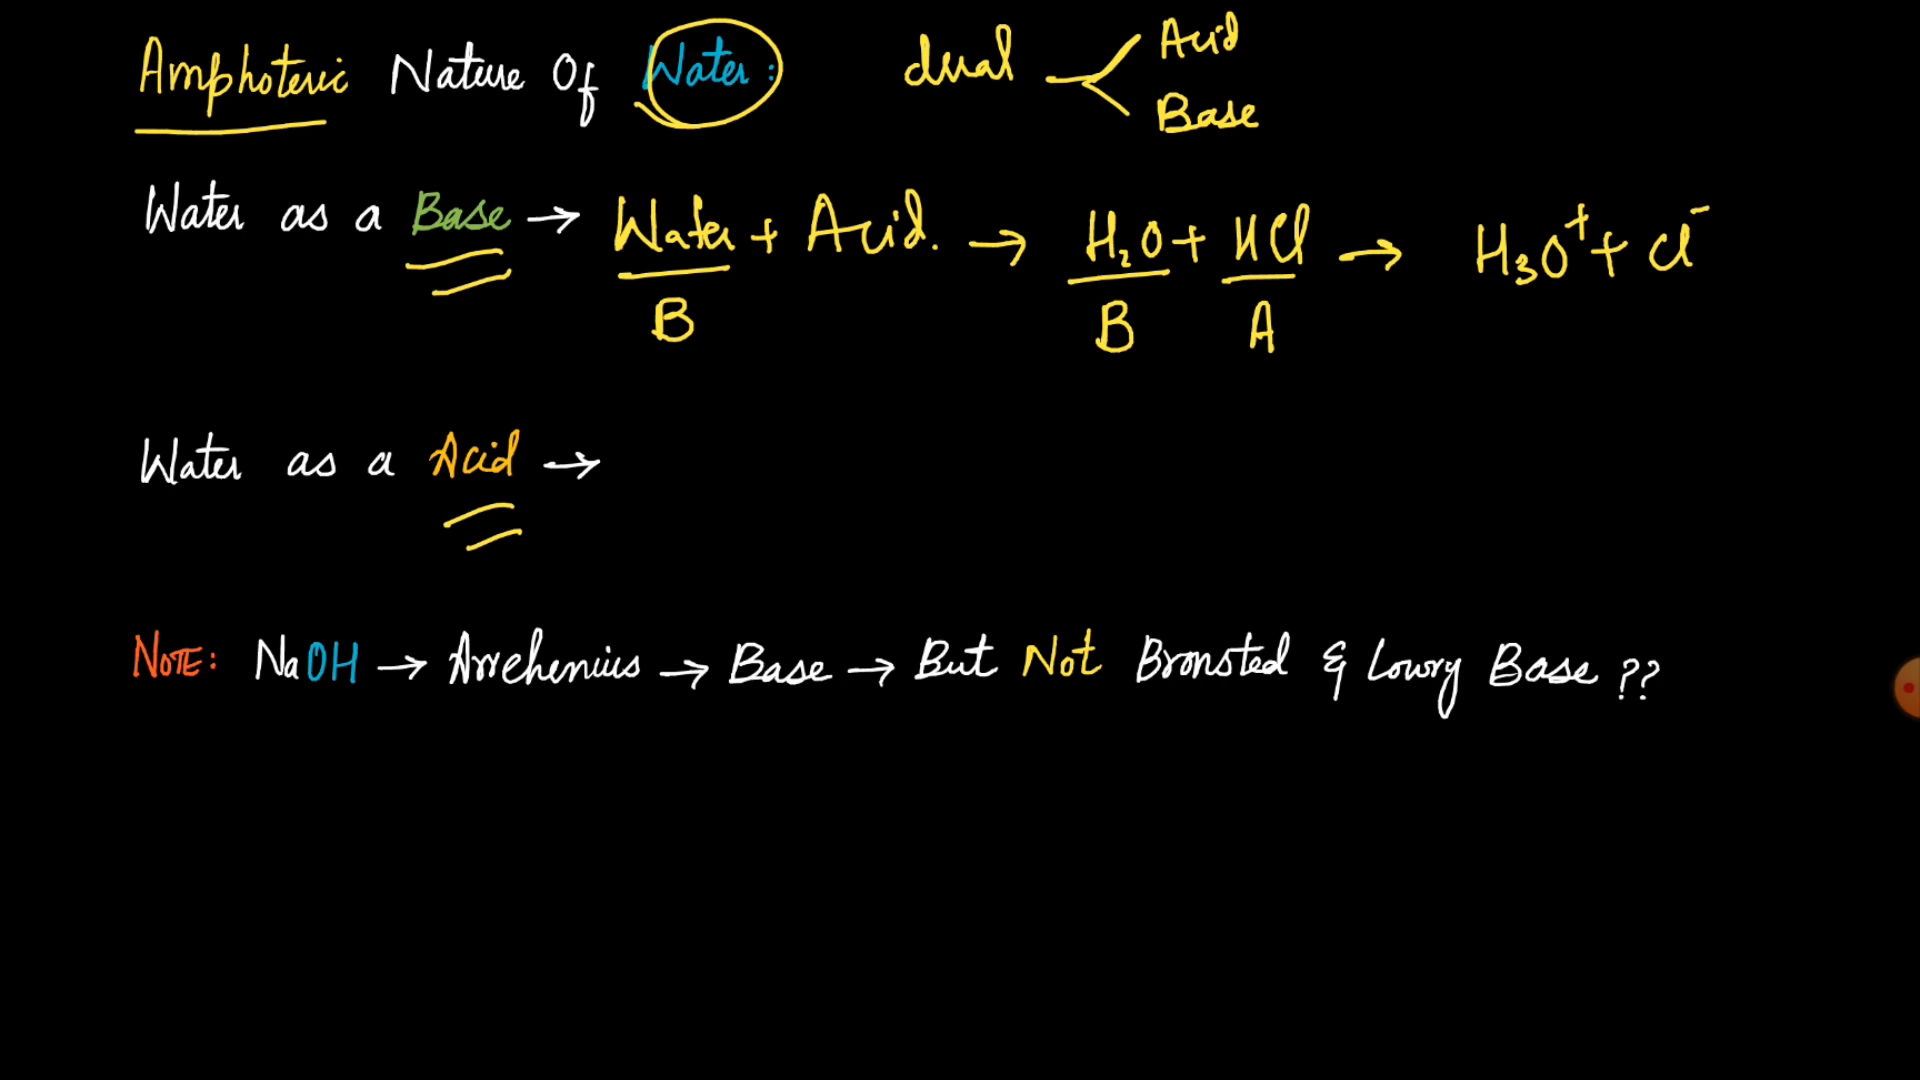 Amphoteric Nature Of Water: dual Acid
Base
Water as a Base → Water + Acid. → H₂O + HCl → H₃O⁺ + Cl⁻
B B A
Water as a Acid →
NOTE: NaOH → Arrehenius → Base → But Not Bronsted & Lowry Base ??